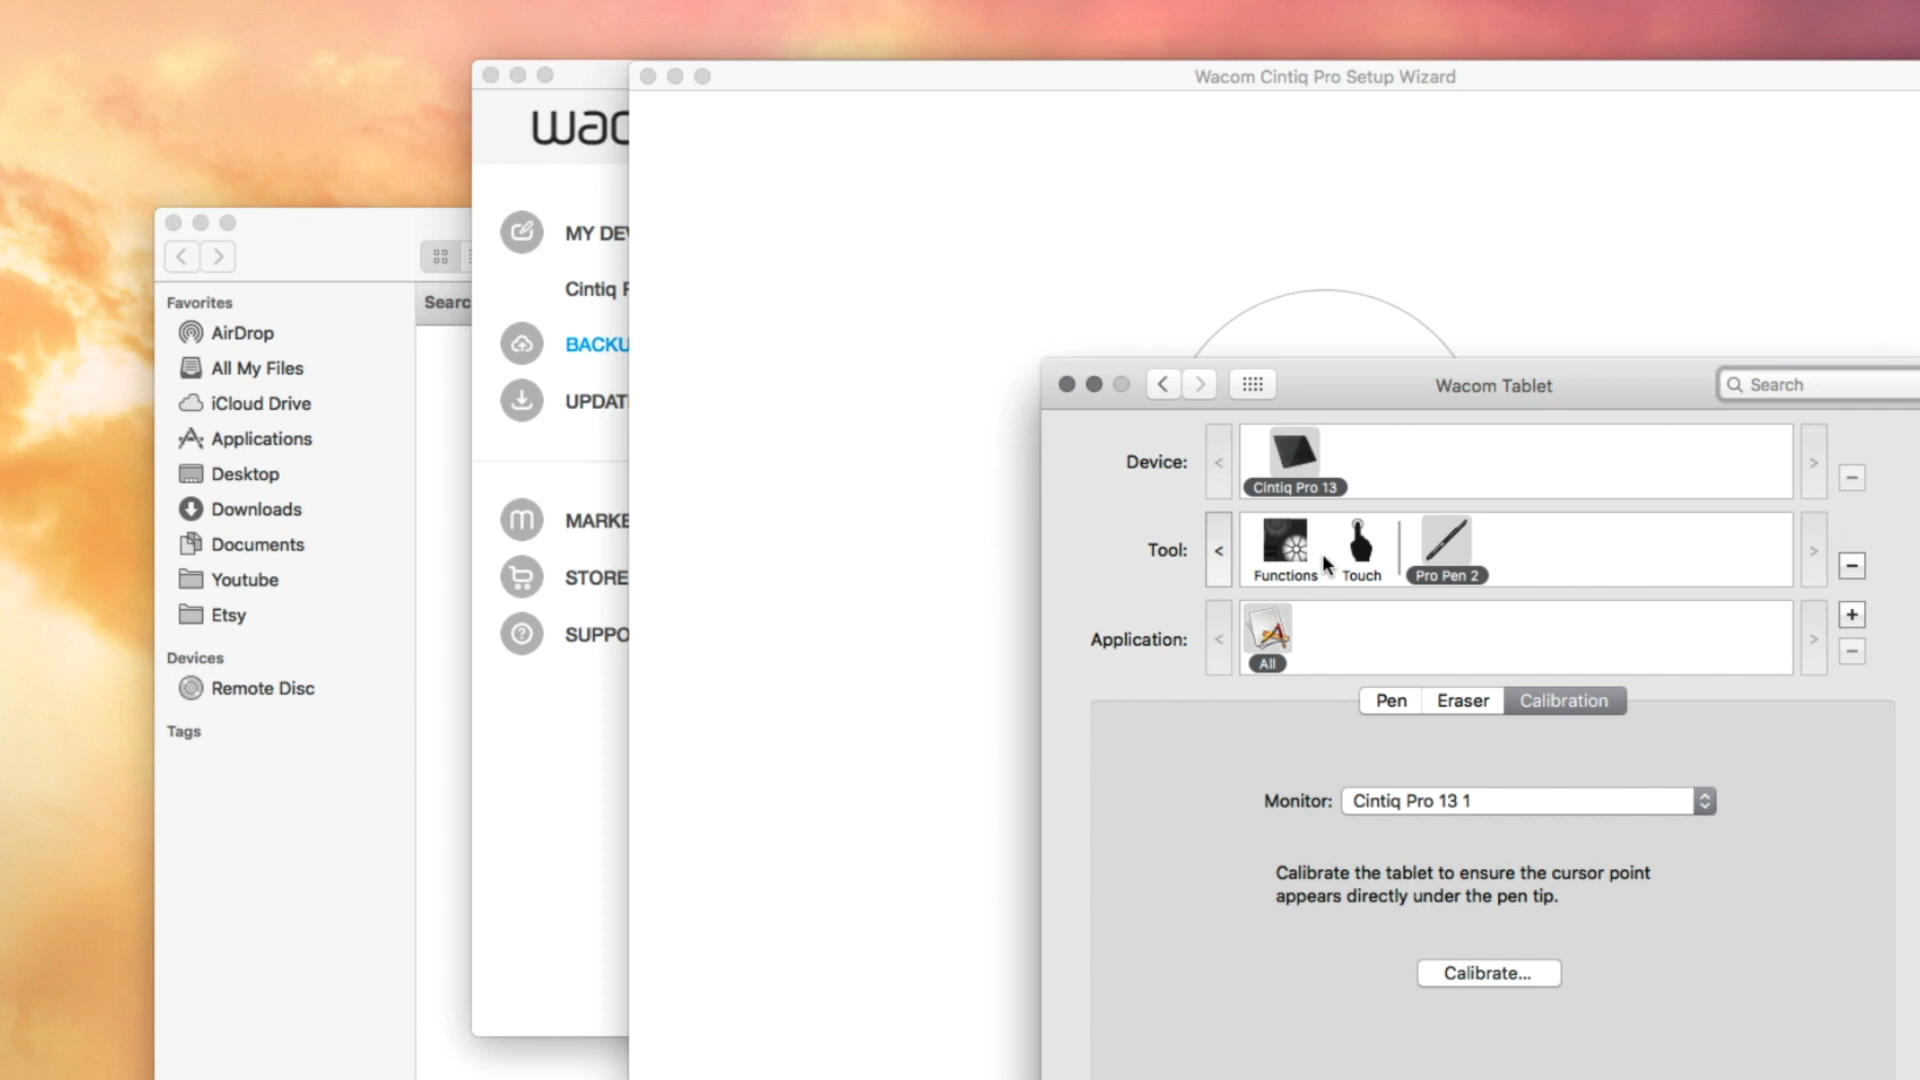 Favorites
AirDrop
All My Files
iCloud Drive
Applications
Desktop
Downloads
Documents
Youtube
Etsy
Devices
Remote Disc
Tags
Searc
wac
MY DE
Cintiq
BACKU
UPDAT
MARKE
STORE
SUPPO
Wacom Cintiq Pro Setup Wizard
Wacom Tablet
Search
Device:
Cintiq Pro 13
Tool:
Functions
Touch
Pro Pen 2
Application:
All
Pen Eraser Calibration
Monitor: Cintiq Pro 13 1
Calibrate the tablet to ensure the cursor point
appears directly under the pen tip.
Calibrate...